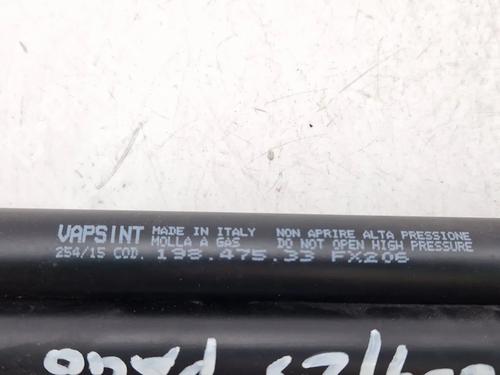 VAPSINT MADE IN ITALY NON APRIRE ALTA PRESSIONE
MOLLA A GAS DO NOT OPEN HIGH PRESSURE
254/15 COD. 198.475.33 FX206